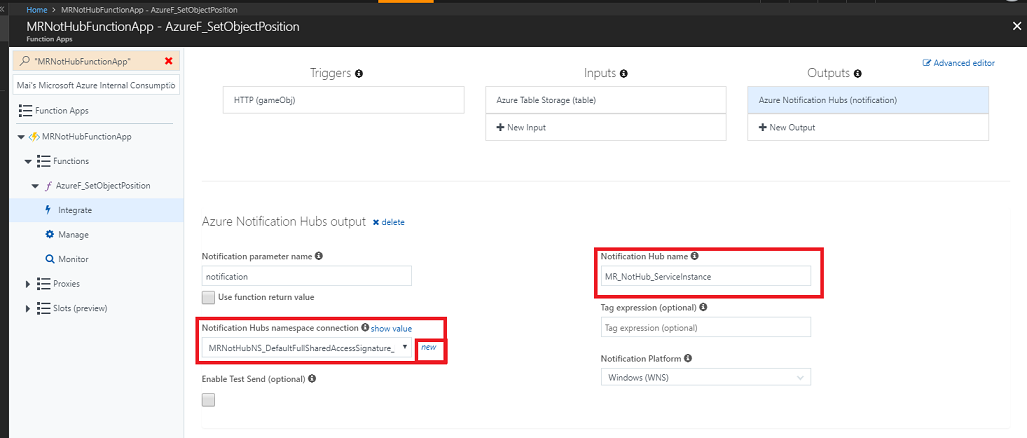 Home > MRNotHubFunctionApp - AzureF_SetObjectPosition
MRNotHubFunctionApp - AzureF_SetObjectPosition
Function Apps
"MRNotHubFunctionApp"
Mai's Microsoft Azure Internal Consumptio
Function Apps
MRNotHubFunctionApp
Functions
AzureF_SetObjectPosition
Integrate
Manage
Monitor
Proxies
Slots (preview)
Advanced editor
Triggers
HTTP (gameObj)
Inputs
Azure Table Storage (table)
New Input
Outputs
Azure Notification Hubs (notification)
New Output
Azure Notification Hubs output delete
Notification parameter name
notification
Use function return value
Notification Hubs namespace connection show value
MRNotHubNS_DefaultFullSharedAccessSignature_
new
Enable Test Send (optional)
Notification Hub name
MR_NotHub_ServiceInstance
Tag expression (optional)
Tag expression (optional)
Notification Platform
Windows (WNS)